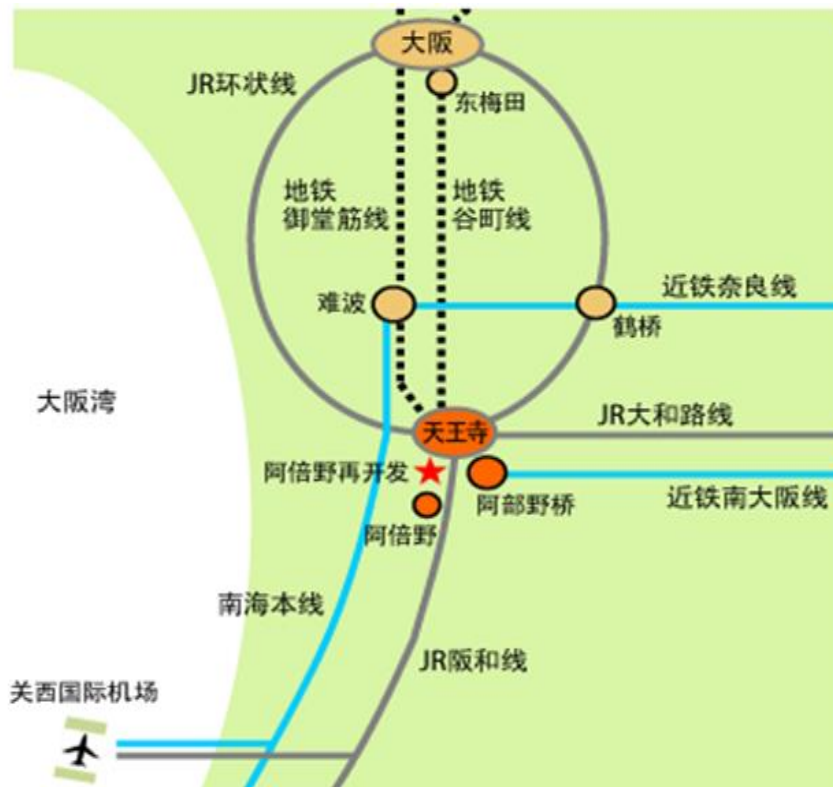 大阪
JR环状线
东梅田
地铁
御堂筋线
地铁
谷町线
近铁奈良线
难波
鹤桥
大阪湾
JR大和路线
天王寺
阿倍野再开发
阿部野桥
近铁南大阪线
阿倍野
南海本线
JR阪和线
关西国际机场